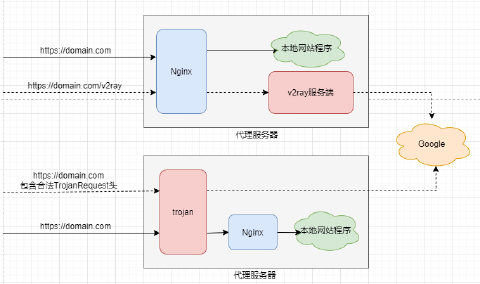 https://domain.com
Nginx
本地网站程序
https://domain.com/v2ray
v2ray服务端
代理服务器
Google
https://domain.com
包含合法TrojanRequest头
trojan
https://domain.com
Nginx
本地网站程序
代理服务器